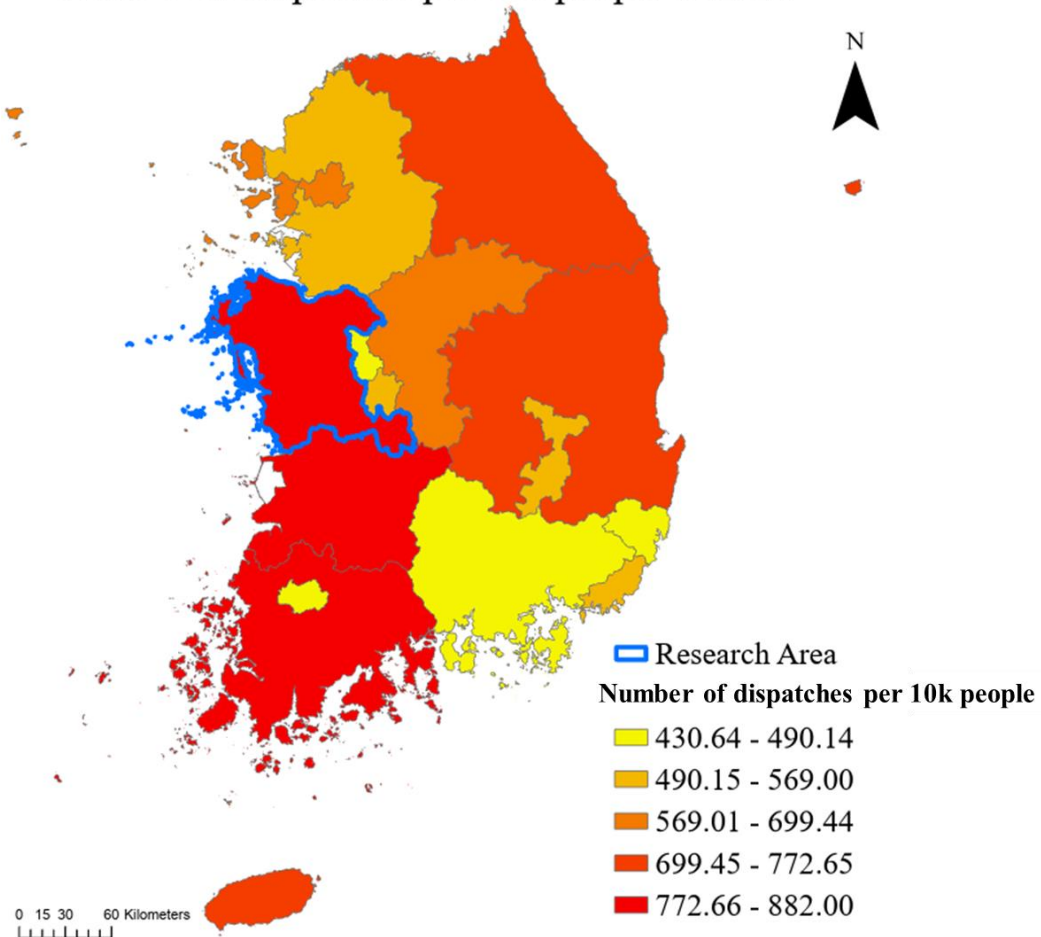 N
Research Area
Number of dispatches per 10k people
430.64 - 490.14
490.15 - 569.00
569.01 - 699.44
699.45 - 772.65
772.66 - 882.00
0 15 30 60 Kilometers